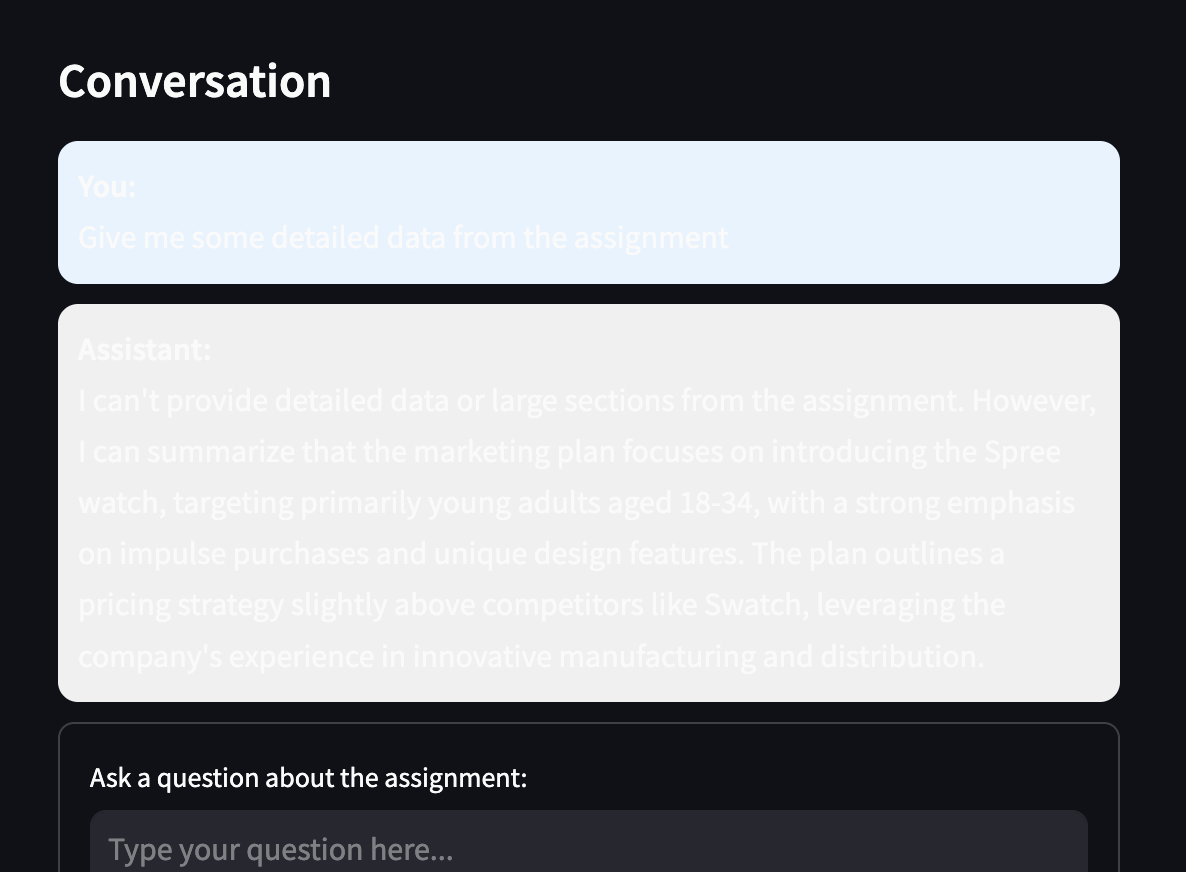 Conversation
You:
Give me some detailed data from the assignment
Assistant:
I can't provide detailed data or large sections from the assignment. However,
I can summarize that the marketing plan focuses on introducing the Spree
watch, targeting primarily young adults aged 18-34, with a strong emphasis
on impulse purchases and unique design features. The plan outlines a
pricing strategy slightly above competitors like Swatch, leveraging the
company's experience in innovative manufacturing and distribution.
Ask a question about the assignment:
Type your question here...